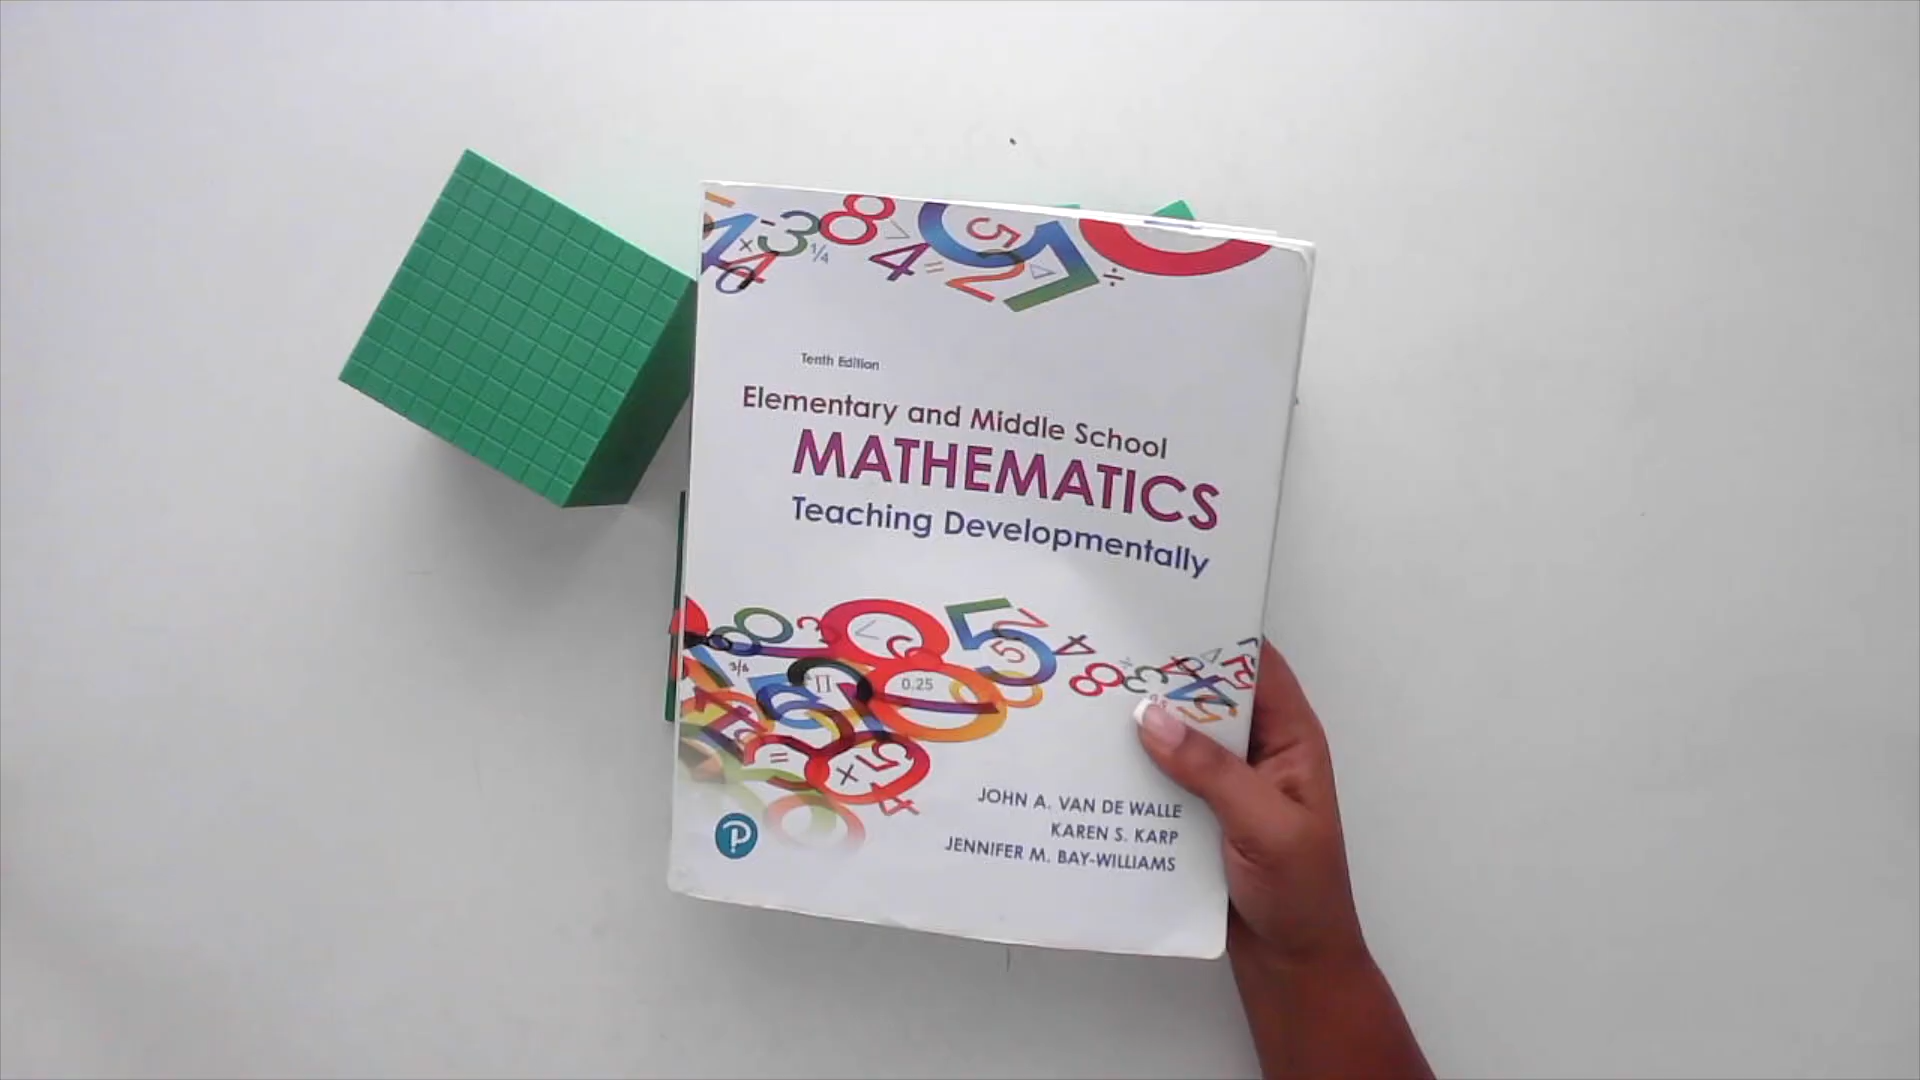 Tenth Edition
Elementary and Middle School
MATHEMATICS
Teaching Developmentally
0.25
JOHN A. VAN DE WALLE
KAREN S. KARP
JENNIFER M. BAY-WILLIAMS